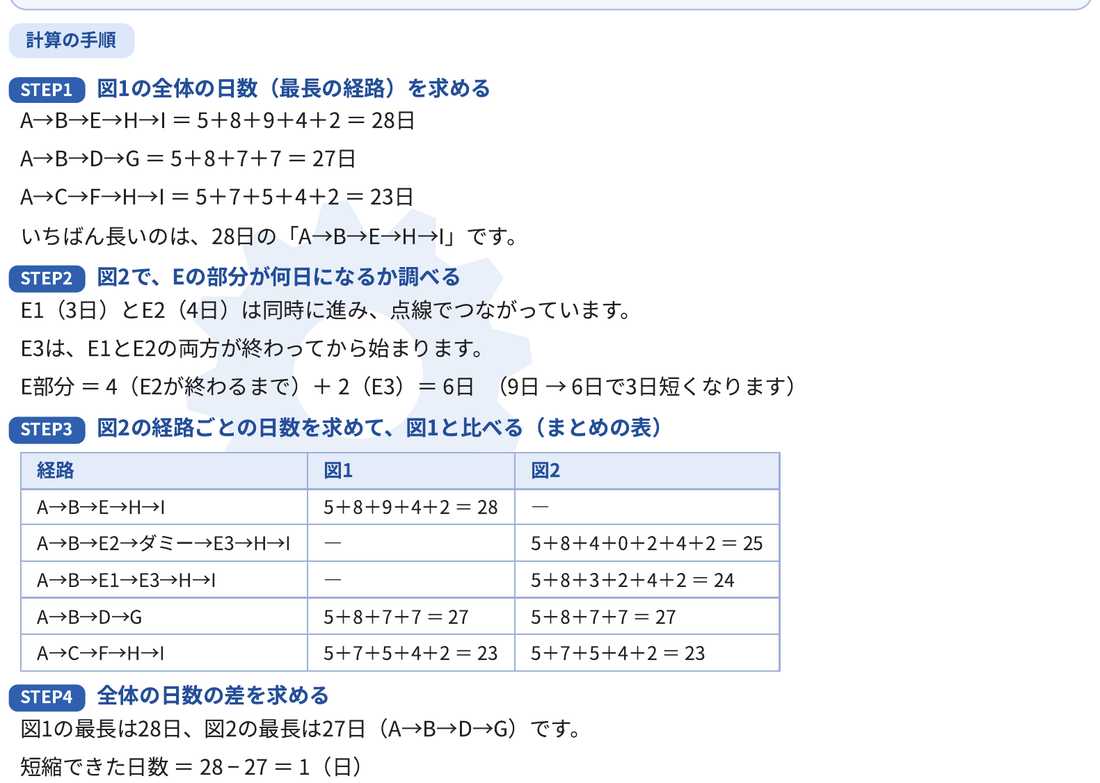 計算の手順
STEP1 図1の全体の日数（最長の経路）を求める
A→B→E→H→I ＝ 5＋8＋9＋4＋2 ＝ 28日
A→B→D→G ＝ 5＋8＋7＋7 ＝ 27日
A→C→F→H→I ＝ 5＋7＋5＋4＋2 ＝ 23日
いちばん長いのは、28日の「A→B→E→H→I」です。
STEP2 図2で、Eの部分が何日になるか調べる
E1（3日）とE2（4日）は同時に進み、点線でつながっています。
E3は、E1とE2の両方が終わってから始まります。
E部分 ＝ 4（E2が終わるまで）＋ 2（E3）＝ 6日 （9日 → 6日で3日短くなります）
STEP3 図2の経路ごとの日数を求めて、図1と比べる（まとめの表）
経路 図1 図2
A→B→E→H→I 5＋8＋9＋4＋2 ＝ 28 —
A→B→E2→ダミー→E3→H→I — 5＋8＋4＋0＋2＋4＋2 ＝ 25
A→B→E1→E3→H→I — 5＋8＋3＋2＋4＋2 ＝ 24
A→B→D→G 5＋8＋7＋7 ＝ 27 5＋8＋7＋7 ＝ 27
A→C→F→H→I 5＋7＋5＋4＋2 ＝ 23 5＋7＋5＋4＋2 ＝ 23
STEP4 全体の日数の差を求める
図1の最長は28日、図2の最長は27日（A→B→D→G）です。
短縮できた日数 ＝ 28－27 ＝ 1（日）